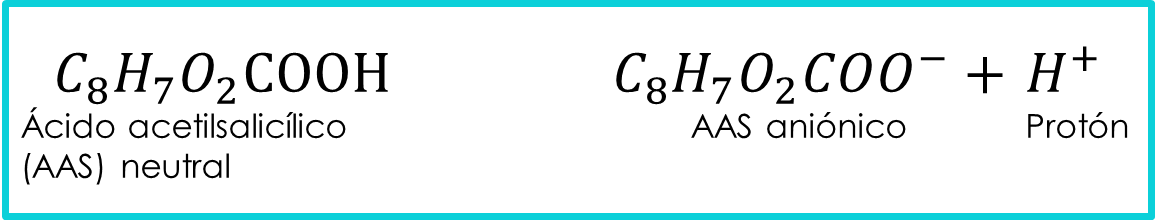 C₈H₇O₂COOH C₈H₇O₂COO⁻ + H⁺
Ácido acetilsalicílico AAS aniónico Protón
(AAS) neutral